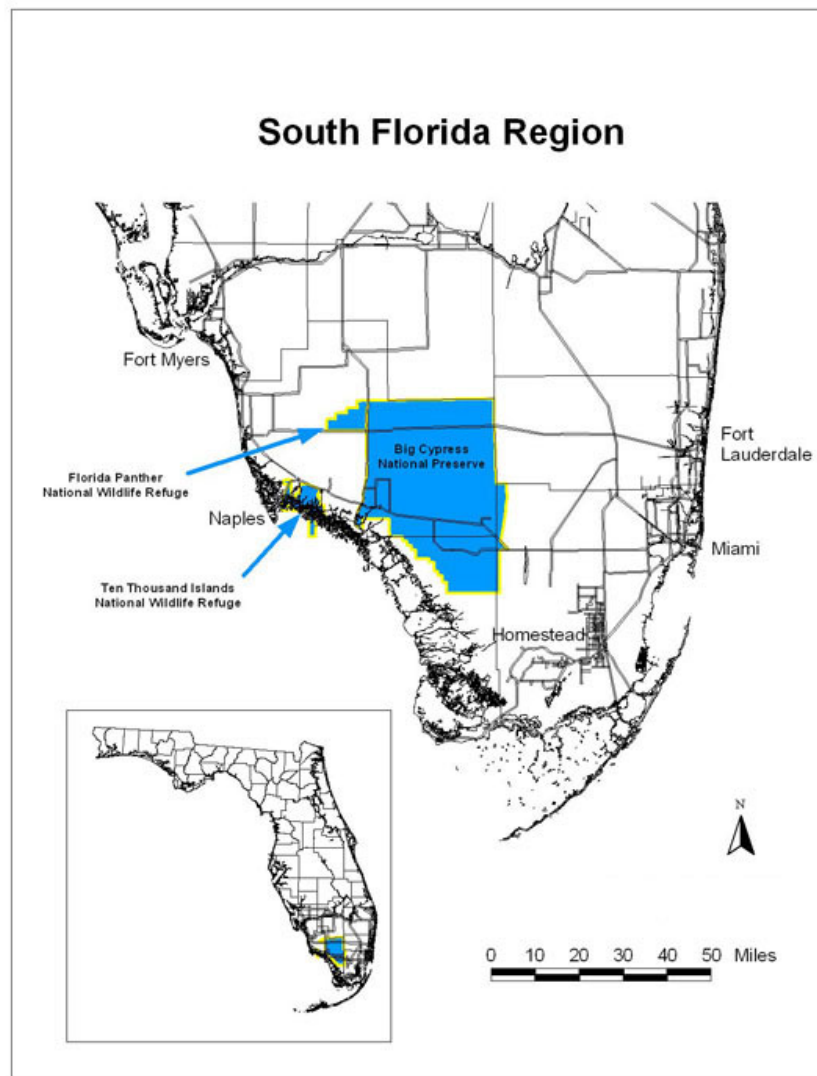 South Florida Region
Fort Myers
Big Cypress
National Preserve
Fort
Lauderdale
Florida Panther
National Wildlife Refuge
Naples
Miami
Ten Thousand Islands
National Wildlife Refuge
Homestead
N
0 10 20 30 40 50 Miles